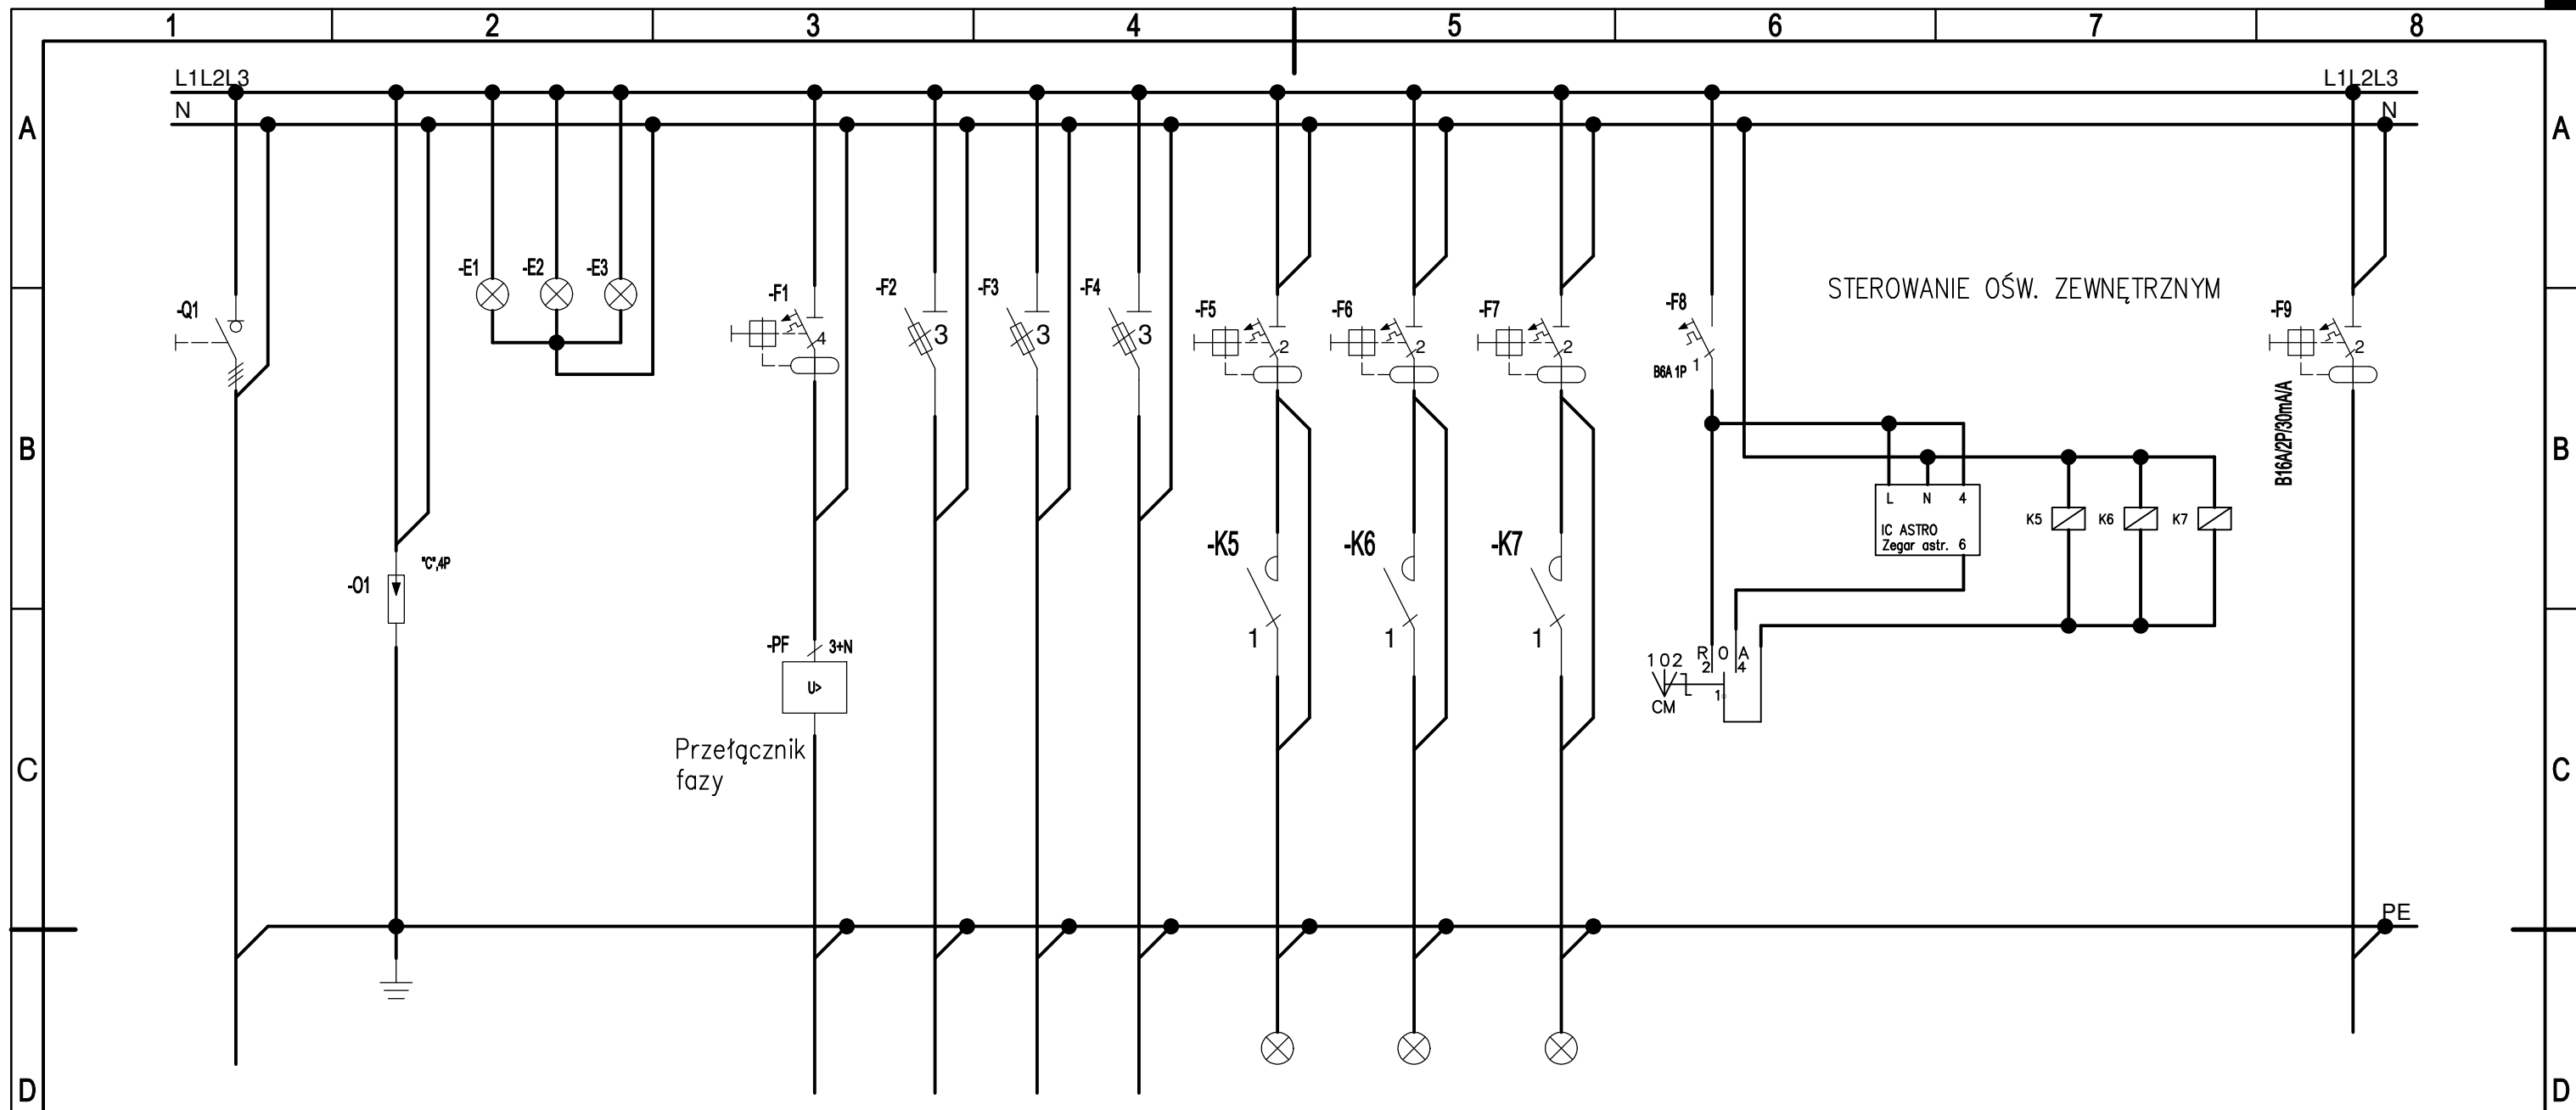 1 2 3 4 5 6 7 8
L1L2L3 L1L2L3
N N
A A
-E1 -E2 -E3
STEROWANIE OŚW. ZEWNĘTRZNYM
-Q1 -F1 -F2 -F3 -F4 -F5 -F6 -F7 -F8 -F9
4 3 3 3 2 2 2 1 2
B6A 1P
B16A/2P/30mA/A
B B
L N 4
IC ASTRO
Zegar astr. 6
K5 K6 K7
-K5 -K6 -K7
"C",4P
-O1
1 1 1
-PF 3+N
U>
R O A
2 4
1 0 2
1
CM
Przełącznik
fazy
C C
PE
D D